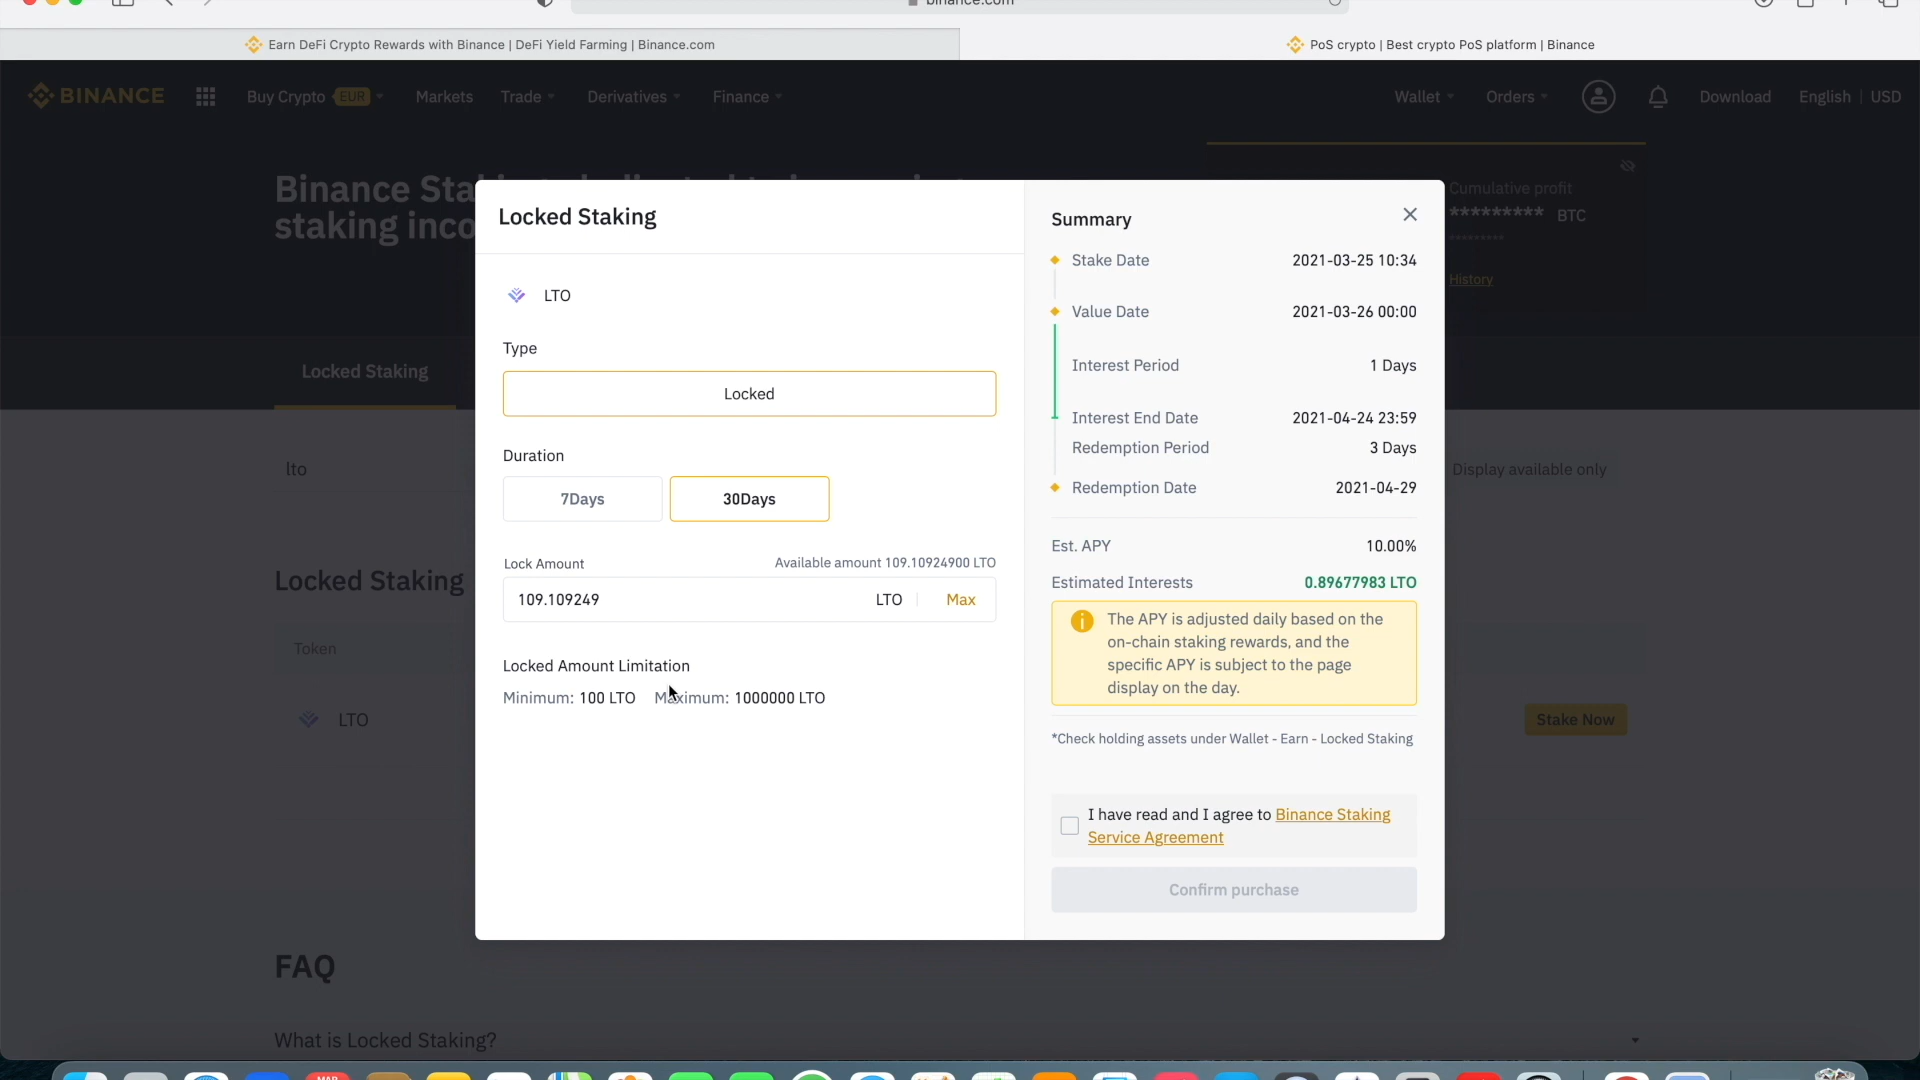 binance.com
Earn DeFi Crypto Rewards with Binance | DeFi Yield Farming | Binance.com
PoS crypto | Best crypto PoS platform | Binance
BINANCE
Buy Crypto EUR
Markets
Trade
Derivatives
Finance
Wallet
Orders
Download
English | USD
Binance Sta
staking inco
Cumulative profit
********* BTC
*********
History
Locked Staking
lto
Display available only
Locked Staking
Token
LTO
Stake Now
FAQ
What is Locked Staking?
Locked Staking
LTO
Type
Locked
Duration
7Days
30Days
Lock Amount
Available amount 109.10924900 LTO
109.109249
LTO
Max
Locked Amount Limitation
Minimum: 100 LTO Maximum: 1000000 LTO
Summary
Stake Date 2021-03-25 10:34
Value Date 2021-03-26 00:00
Interest Period 1 Days
Interest End Date 2021-04-24 23:59
Redemption Period 3 Days
Redemption Date 2021-04-29
Est. APY 10.00%
Estimated Interests 0.89677983 LTO
The APY is adjusted daily based on the
on-chain staking rewards, and the
specific APY is subject to the page
display on the day.
*Check holding assets under Wallet - Earn - Locked Staking
I have read and I agree to Binance Staking
Service Agreement
Confirm purchase
MAR